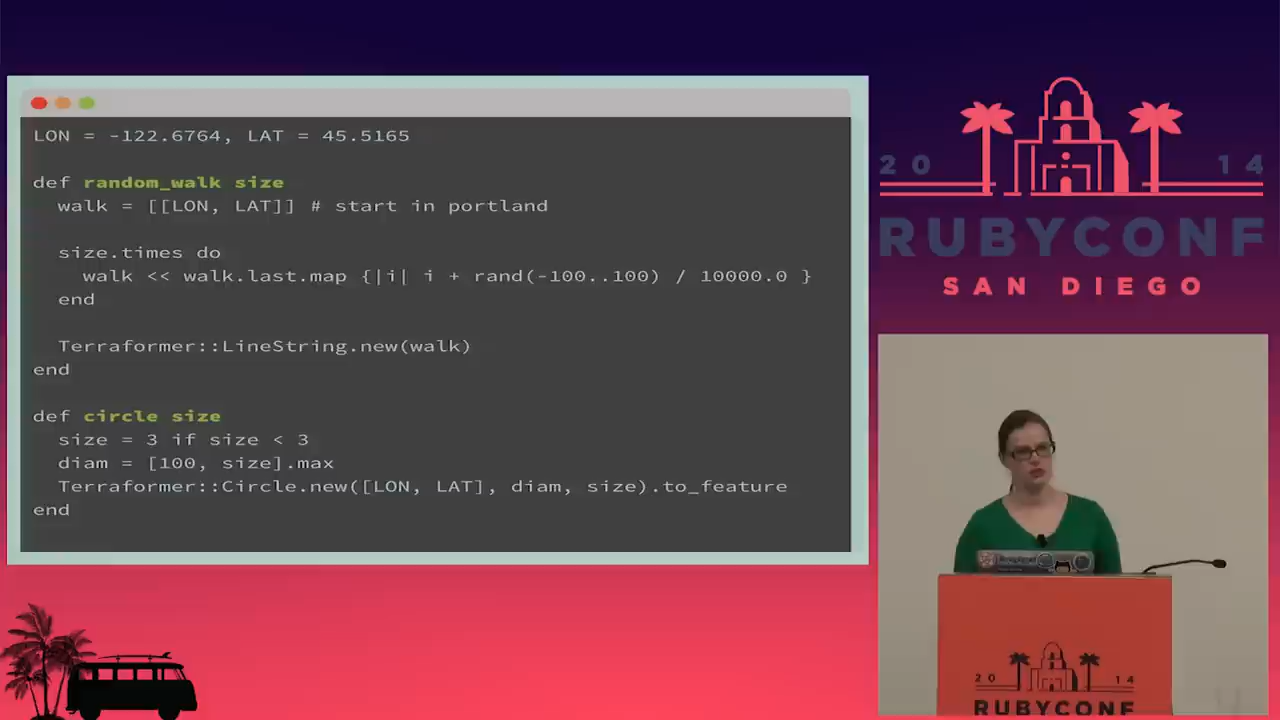 LON = -122.6764, LAT = 45.5165
def random_walk size
walk = [[LON, LAT]] # start in portland
size.times do
walk << walk.last.map {|i| i + rand(-100..100) / 10000.0 }
end
Terraformer::LineString.new(walk)
end
def circle size
size = 3 if size < 3
diam = [100, size].max
Terraformer::Circle.new([LON, LAT], diam, size).to_feature
end
20 14
RUBYCONF
SAN DIEGO
20 14
RUBYCONF